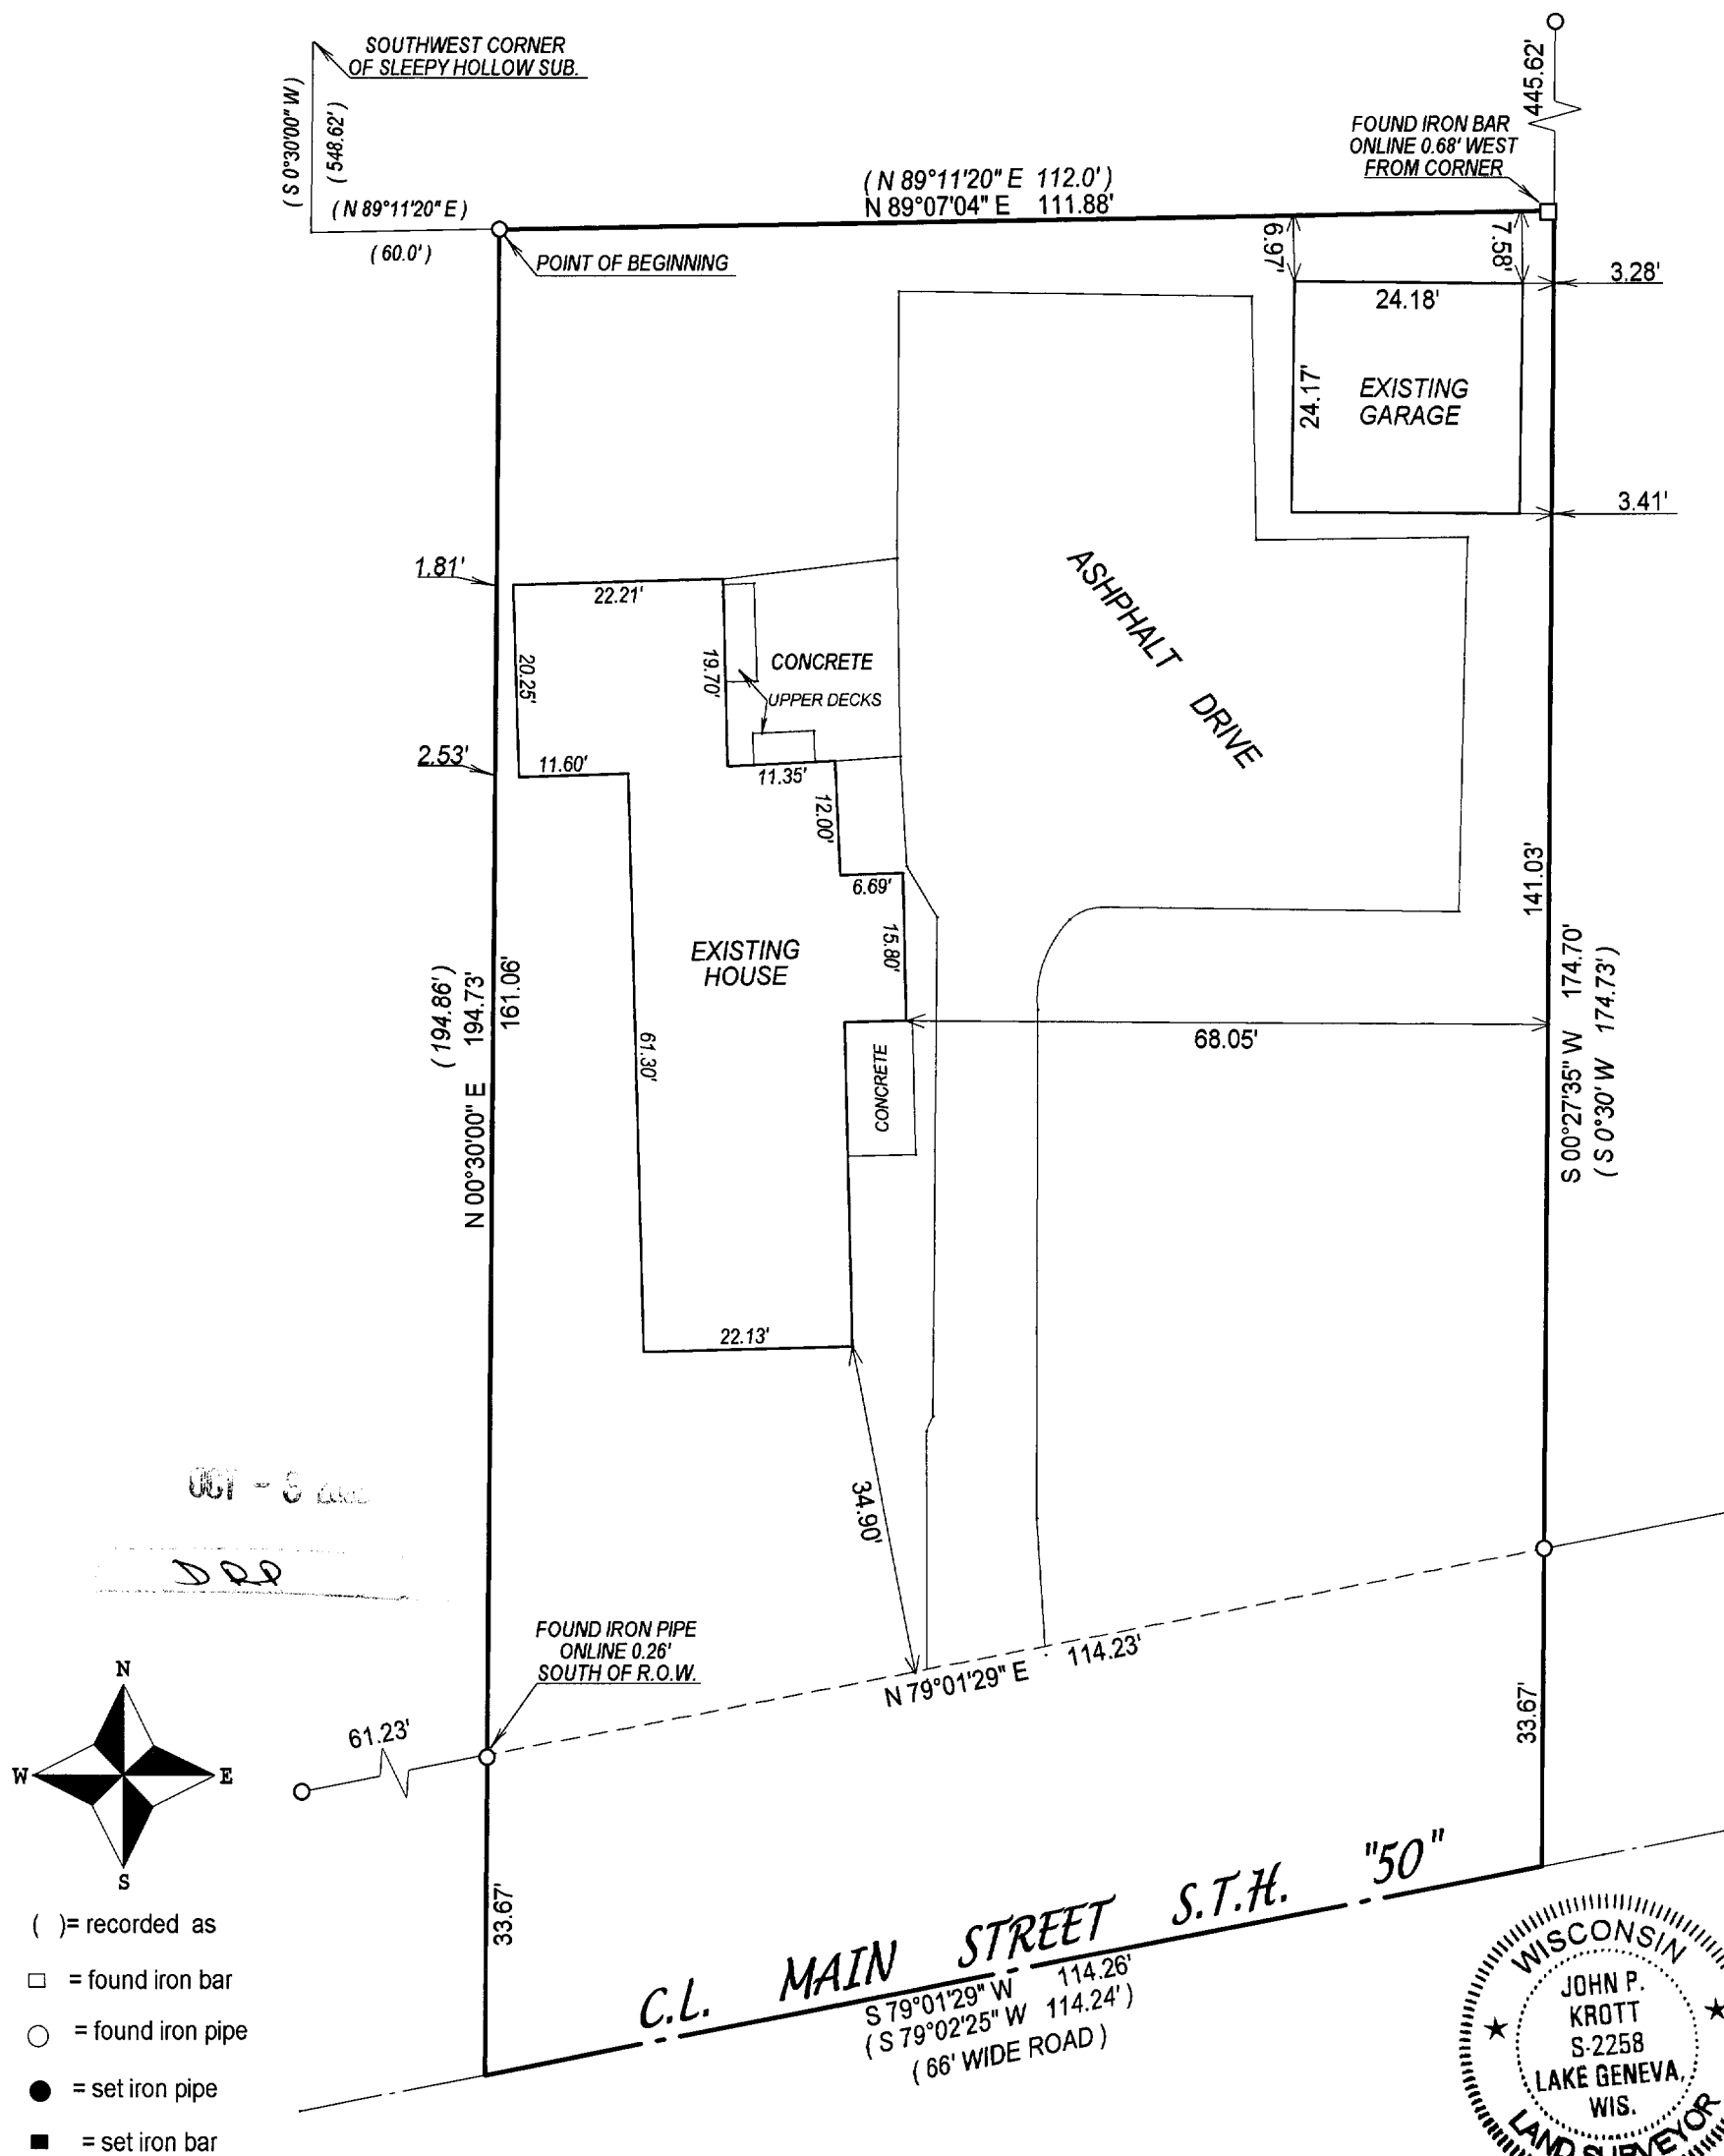 SOUTHWEST CORNER
OF SLEEPY HOLLOW SUB.
( S 0°30'00" W )
( 548.62' )
( N 89°11'20" E )
( 60.0' )
POINT OF BEGINNING
( N 89°11'20" E 112.0' )
N 89°07'04" E 111.88'
445.62'
FOUND IRON BAR
ONLINE 0.68' WEST
FROM CORNER
6.97'
7.58'
3.28'
24.18'
24.17'
EXISTING
GARAGE
3.41'
ASHPHALT DRIVE
1.81'
22.21'
20.25'
19.70'
CONCRETE
UPPER DECKS
2.53'
11.60'
11.35'
12.00'
6.69'
15.80'
EXISTING
HOUSE
141.03'
S 00°27'35" W 174.70'
( S 0°30' W 174.73' )
( 194.86' )
N 00°30'00" E 194.73'
161.06'
61.30'
68.05'
CONCRETE
22.13'
34.90'
OCT - 6
FOUND IRON PIPE
ONLINE 0.26'
SOUTH OF R.O.W.
N 79°01'29" E 114.23'
61.23'
33.67'
33.67'
N
W
E
S
C.L. MAIN STREET S.T.H. "50"
S 79°01'29" W 114.26'
( S 79°02'25" W 114.24' )
( 66' WIDE ROAD )
( )= recorded as
= found iron bar
= found iron pipe
= set iron pipe
= set iron bar
WISCONSIN
JOHN P.
KROTT
S-2258
LAKE GENEVA,
WIS.
LAND SURVEYOR